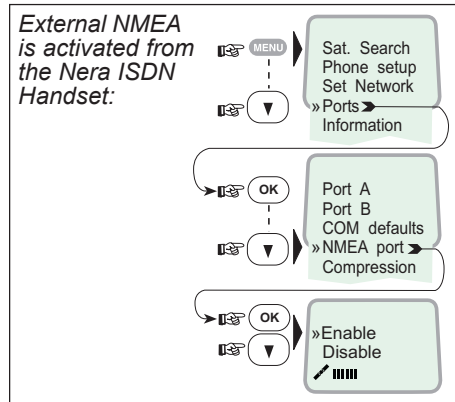 External NMEA
is activated from
the Nera ISDN
Handset:
MENU
▼
Sat. Search
Phone setup
Set Network
»Ports
Information
OK
▼
Port A
Port B
COM defaults
»NMEA port
Compression
OK
▼
»Enable
Disable